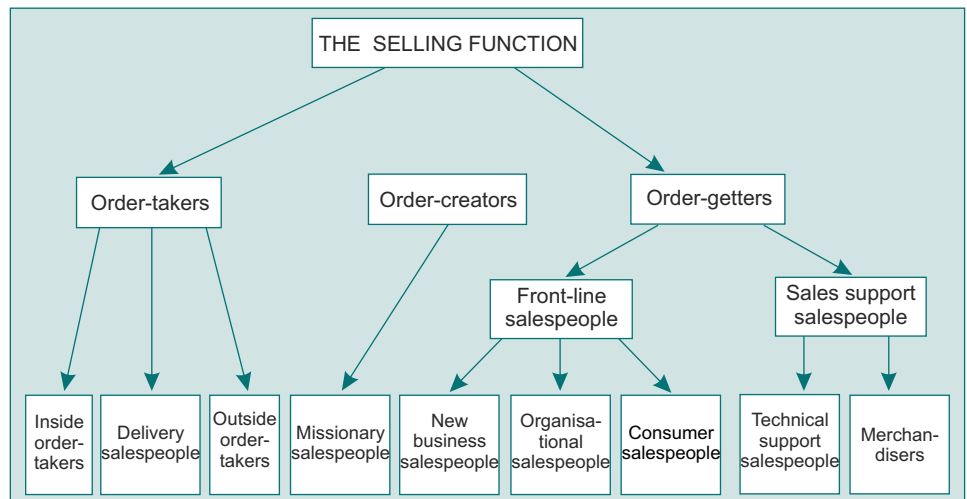 THE SELLING FUNCTION
Order-takers
Order-creators
Order-getters
Front-line
salespeople
Sales support
salespeople
Inside
order-
takers
Delivery
salespeople
Outside
order-
takers
Missionary
salespeople
New
business
salespeople
Organisa-
tional
salespeople
Consumer
salespeople
Technical
support
salespeople
Merchan-
disers